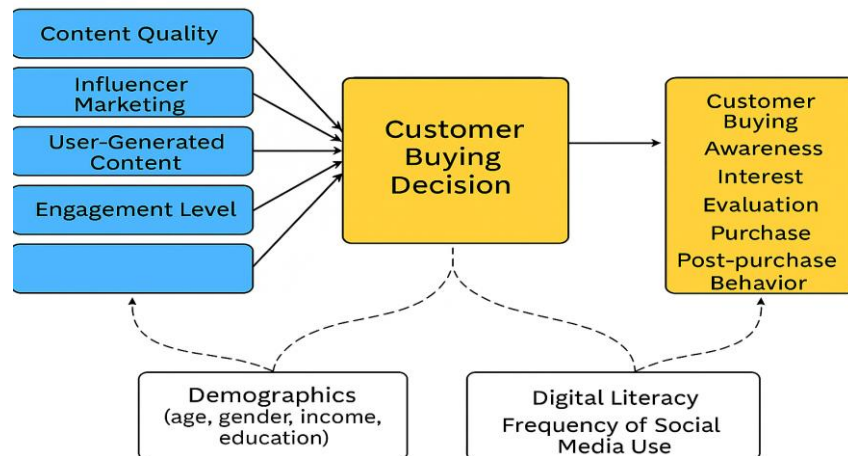 Content Quality
Influencer
Marketing
User-Generated
Content
Engagement Level
Customer
Buying
Decision
Customer
Buying
Awareness
Interest
Evaluation
Purchase
Post-purchase
Behavior
Demographics
(age, gender, income,
education)
Digital Literacy
Frequency of Social
Media Use